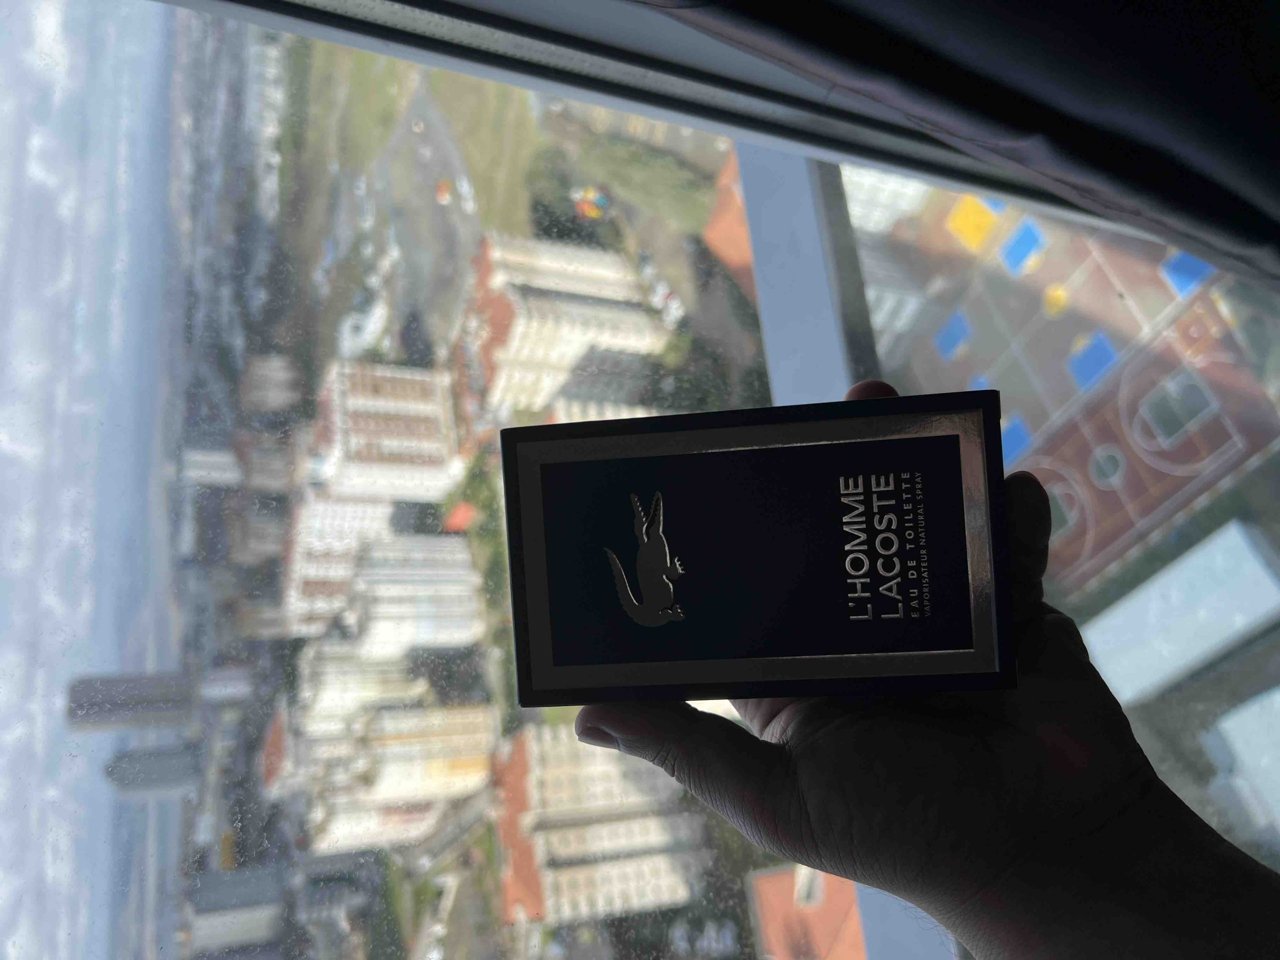 L'HOMME
LACOSTE
EAU DE TOILETTE
VAPORISATEUR NATURAL SPRAY